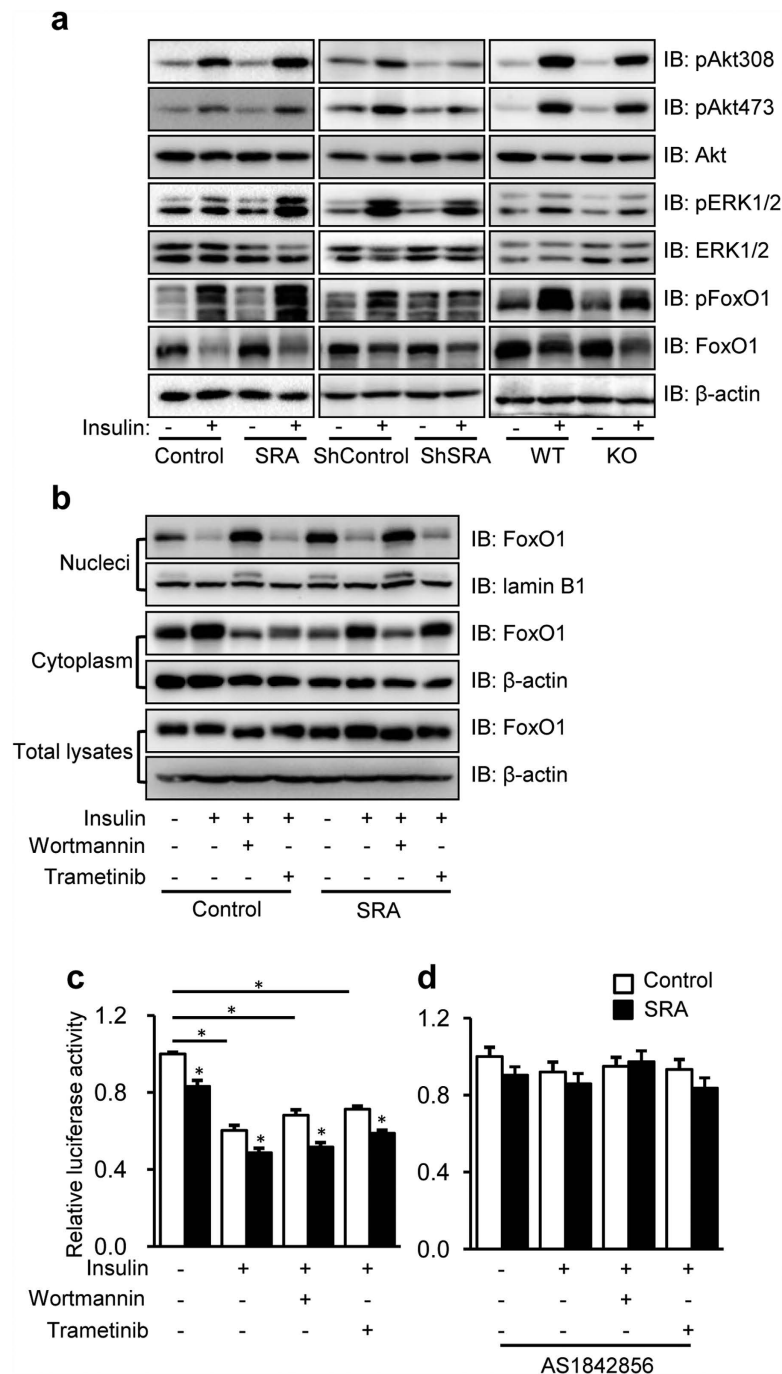 a
IB: pAkt308
IB: pAkt473
IB: Akt
IB: pERK1/2
IB: ERK1/2
IB: pFoxO1
IB: FoxO1
IB: β-actin
Insulin: - + - + - + - + - + - +
Control SRA ShControl ShSRA WT KO
b
Nucleci
IB: FoxO1
IB: lamin B1
Cytoplasm
IB: FoxO1
IB: β-actin
Total lysates
IB: FoxO1
IB: β-actin
Insulin - + + + - + + +
Wortmannin - - + - - - + -
Trametinib - - - + - - - +
Control SRA
c
Relative luciferase activity
1.2
0.8
0.4
0.0
* * *
* * * *
Insulin - + + +
Wortmannin - - + -
Trametinib - - - +
d
Control
SRA
1.2
0.8
0.4
0.0
- + + +
- - + -
- - - +
AS1842856